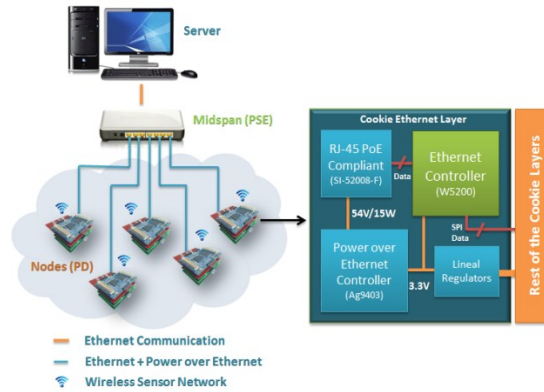 Server
Midspan (PSE)
Nodes (PD)
Ethernet Communication
Ethernet + Power over Ethernet
Wireless Sensor Network
Cookie Ethernet Layer
RJ-45 PoE
Compliant
(SI-52008-F)
Data
Ethernet
Controller
(W5200)
54V/15W
SPI
Data
Power over
Ethernet
Controller
(Ag9403)
3.3V
Lineal
Regulators
Rest of the Cookie Layers